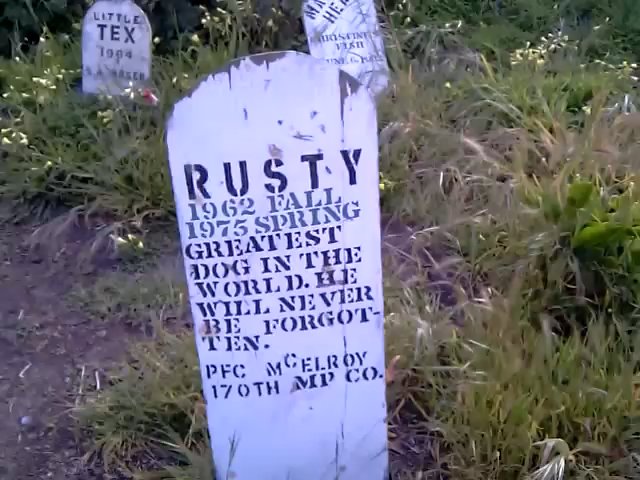 LITTLE
TEX
RUSTY
1962 FALL
1975 SPRING
GREATEST
DOG IN THE
WORLD. HE
WILL NEVER
BE FORGOT-
TEN.
PFC McELROY
170TH MP CO.